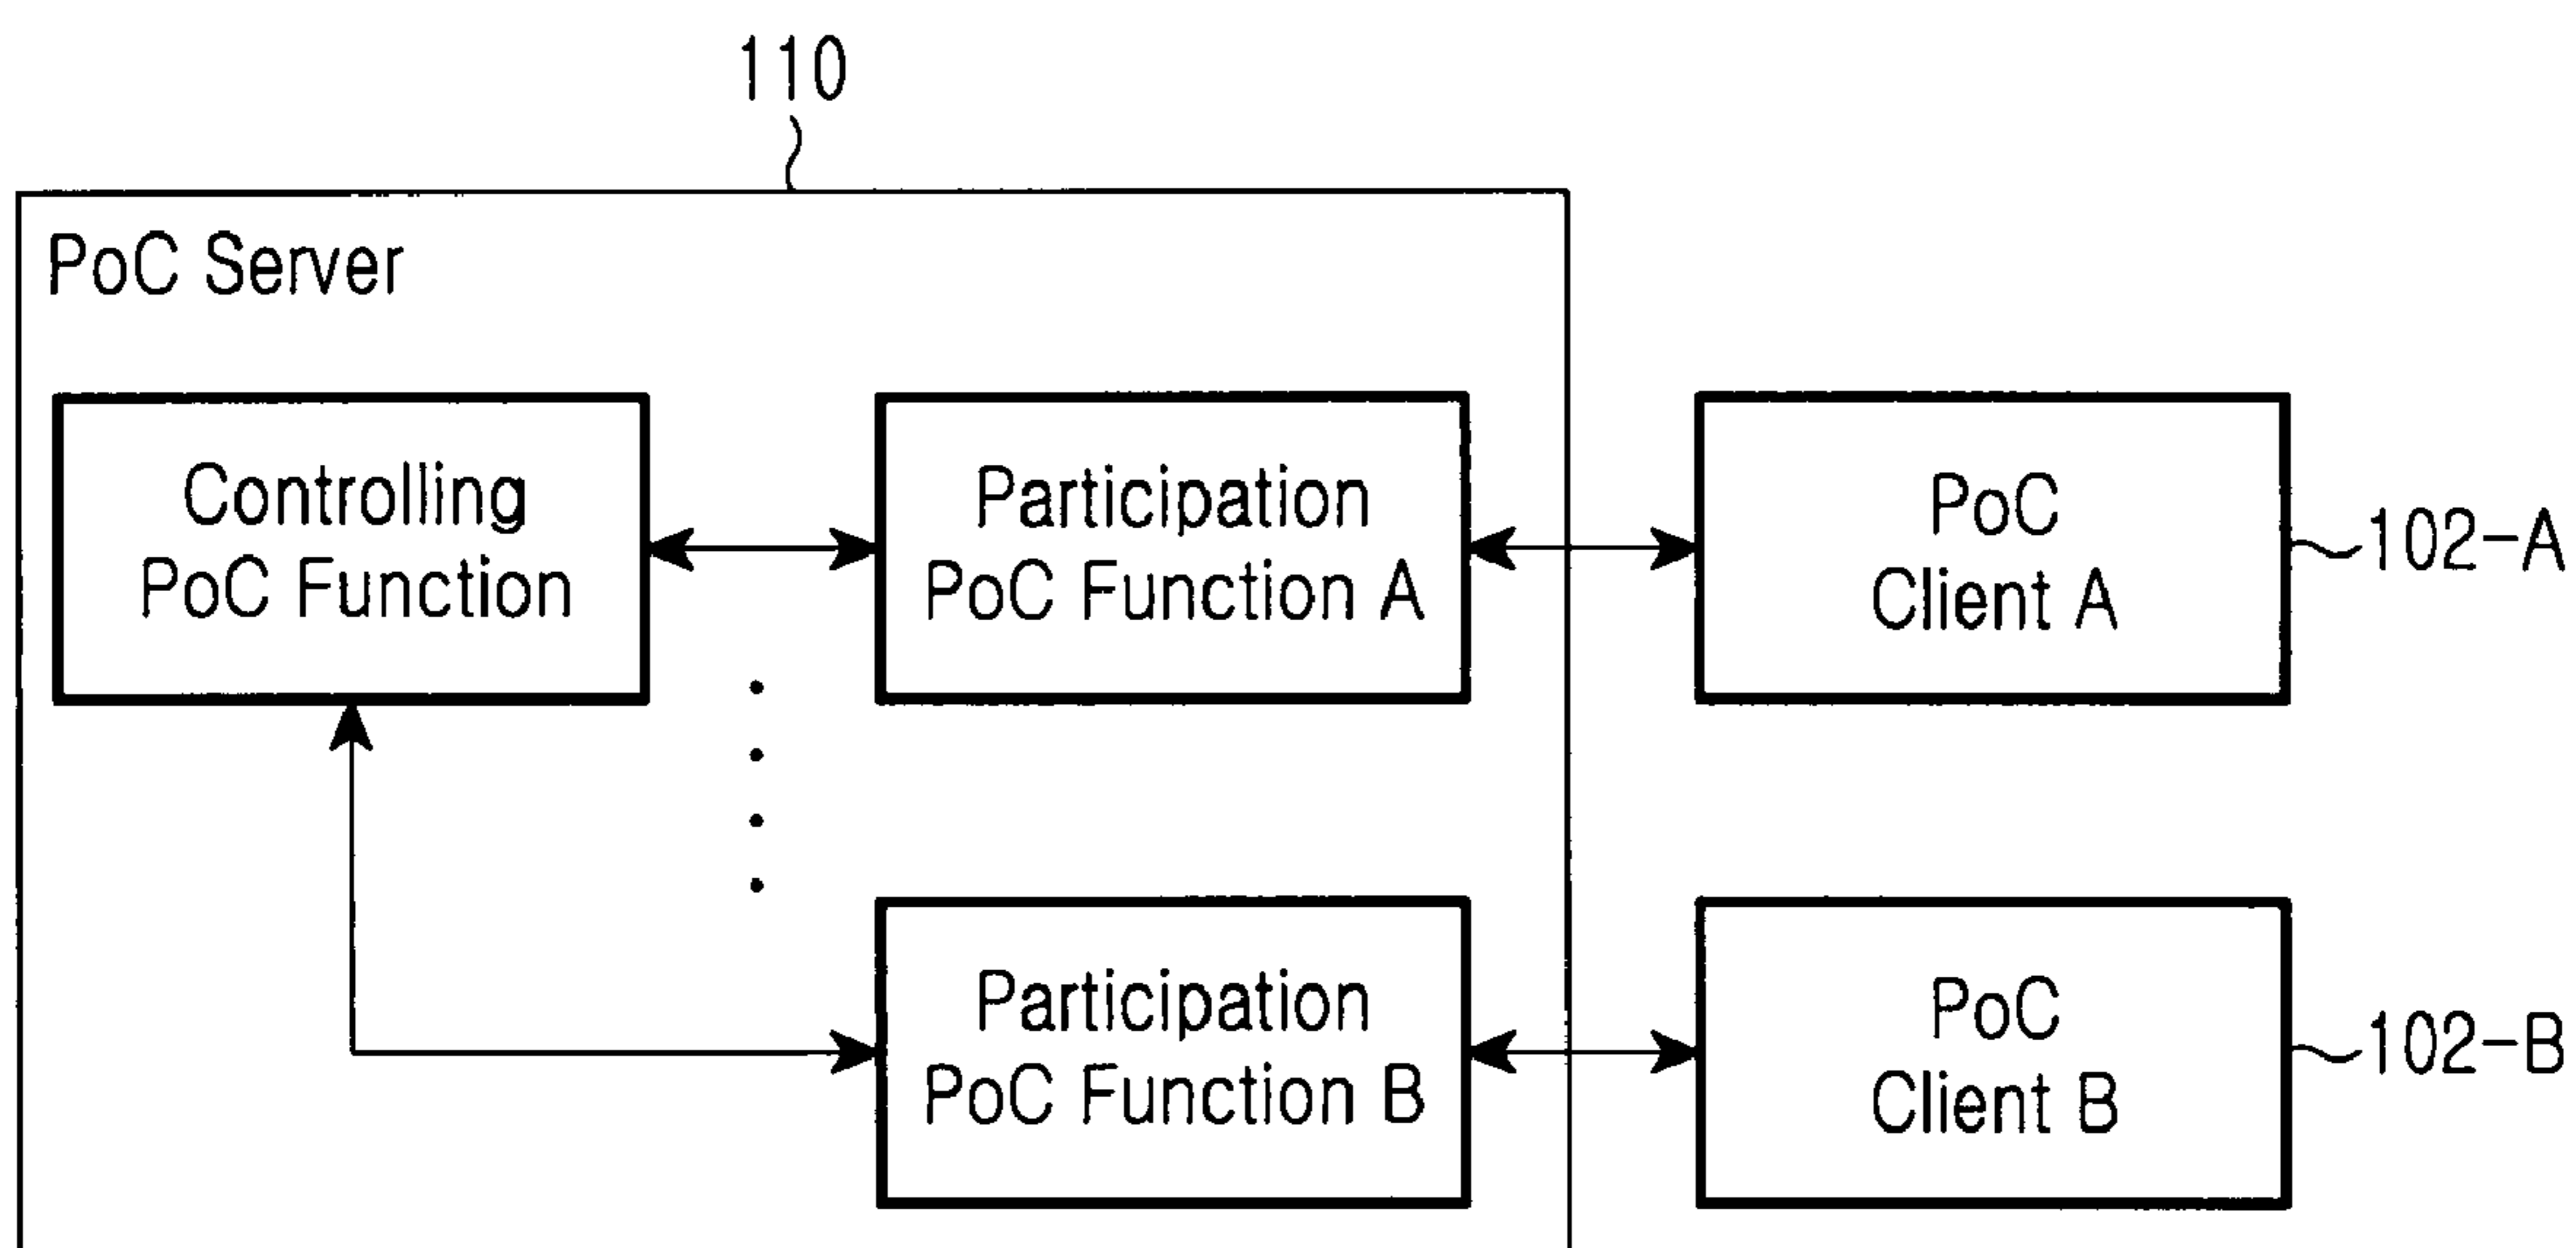 110
PoC Server
Controlling
PoC Function
Participation
PoC Function A
PoC
Client A
102-A
Participation
PoC Function B
PoC
Client B
102-B